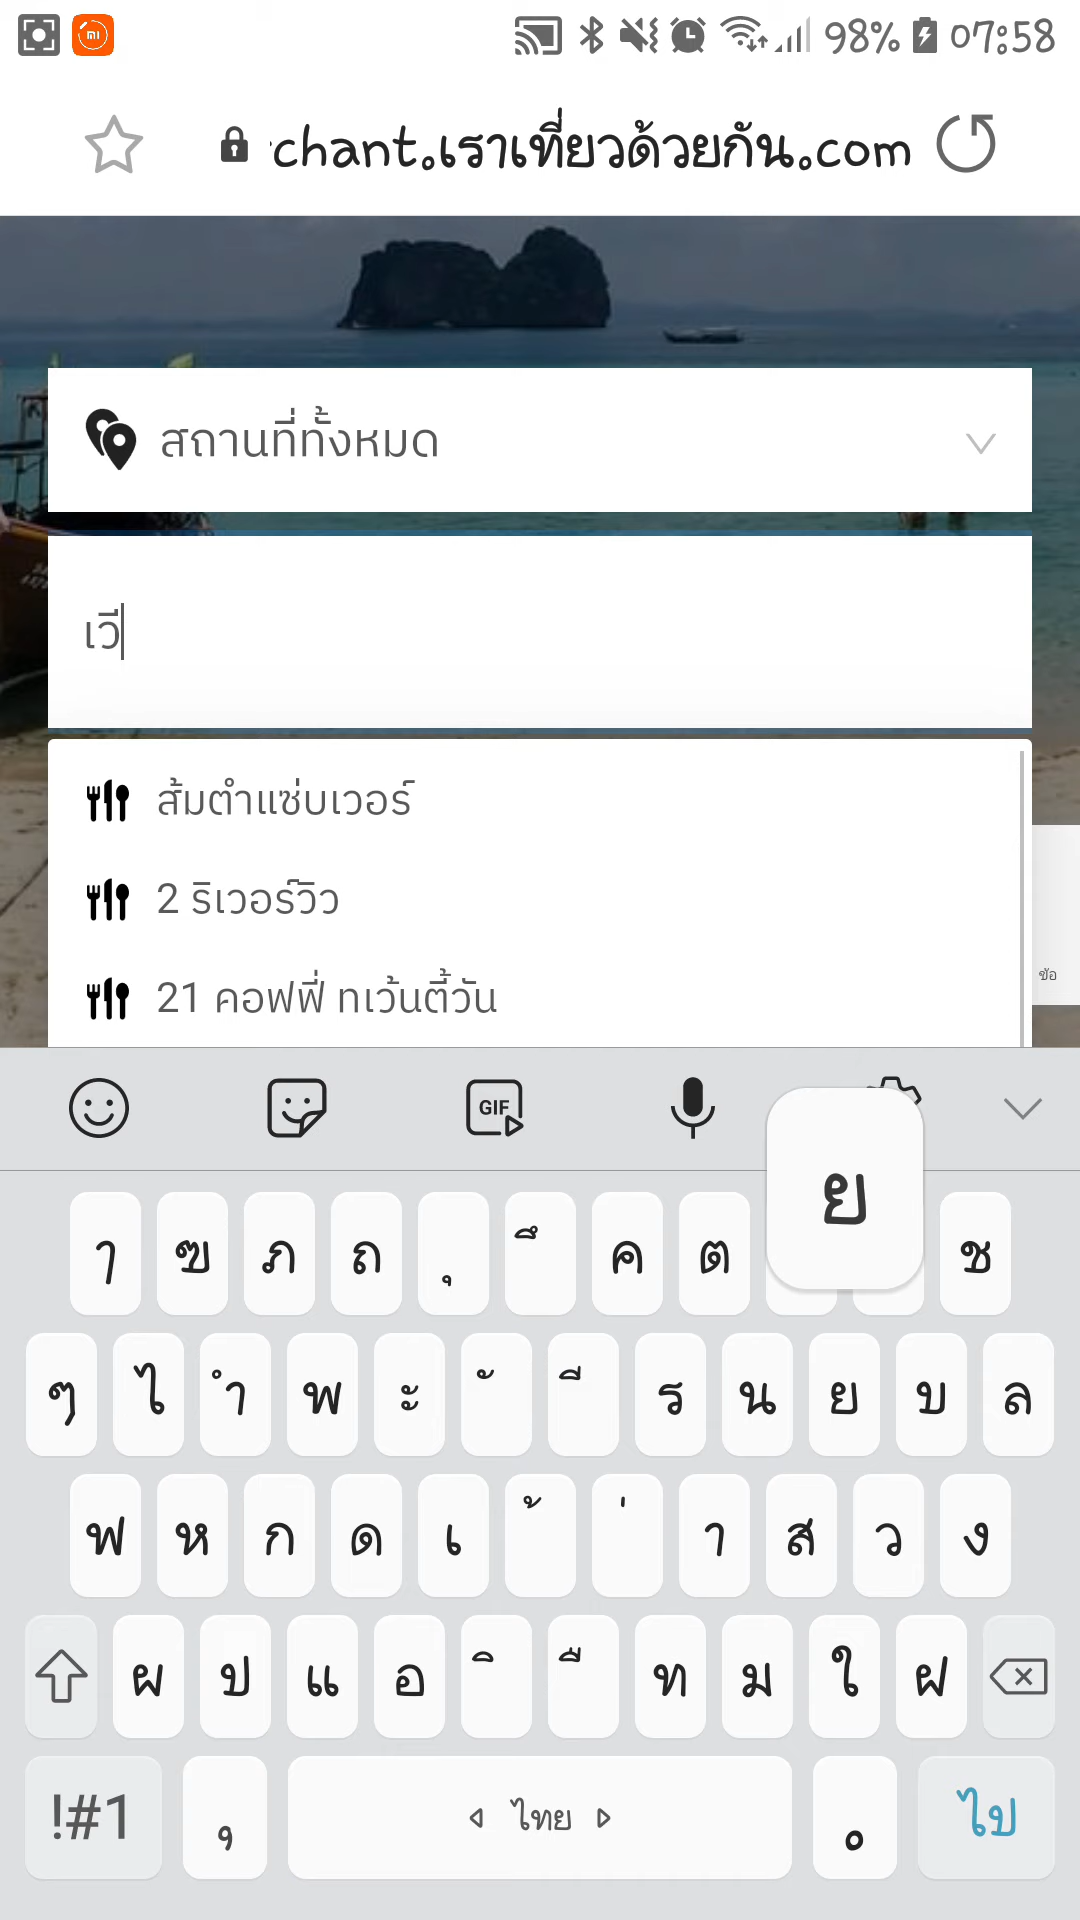 98% 07:58
chant.เราเที่ยวด้วยกัน.com
สถานที่ทั้งหมด
เวี
ส้มตำแซ่บเวอร์
2 ริเวอร์วิว
21 คอฟฟี่ ทเว้นตี้วัน
ข้อ
GIF
ย
ๅ ฃ ภ ถ ุ ึ ค ต ช
ๆ ไ ำ พ ะ ั ี ร น ย บ ล
ฟ ห ก ด เ ้ ่ า ส ว ง
ผ ป แ อ ิ ื ท ม ใ ฝ
!#1 , ไทย . ไป